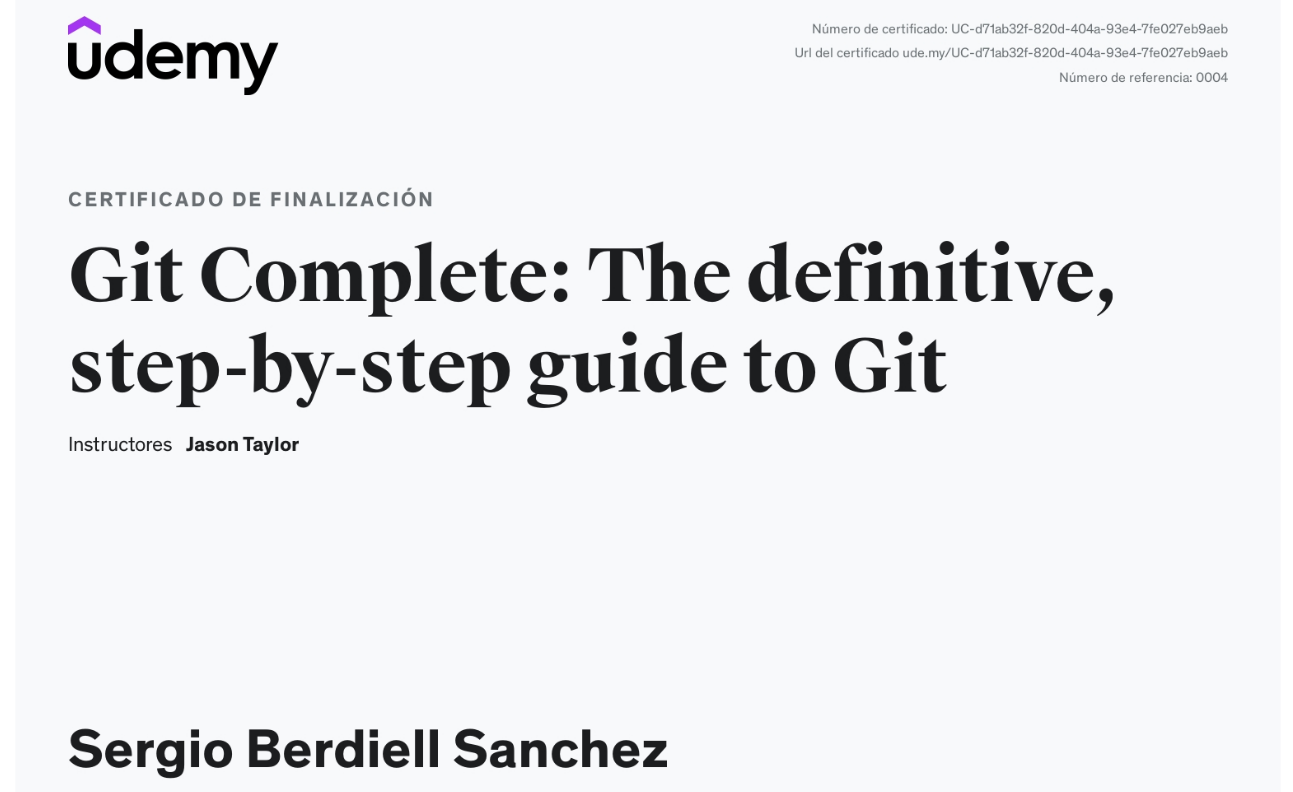 udemy
Número de certificado: UC-d71ab32f-820d-404a-93e4-7fe027eb9aeb
Url del certificado ude.my/UC-d71ab32f-820d-404a-93e4-7fe027eb9aeb
Número de referencia: 0004
CERTIFICADO DE FINALIZACIÓN
Git Complete: The definitive,
step-by-step guide to Git
Instructores Jason Taylor
Sergio Berdiell Sanchez